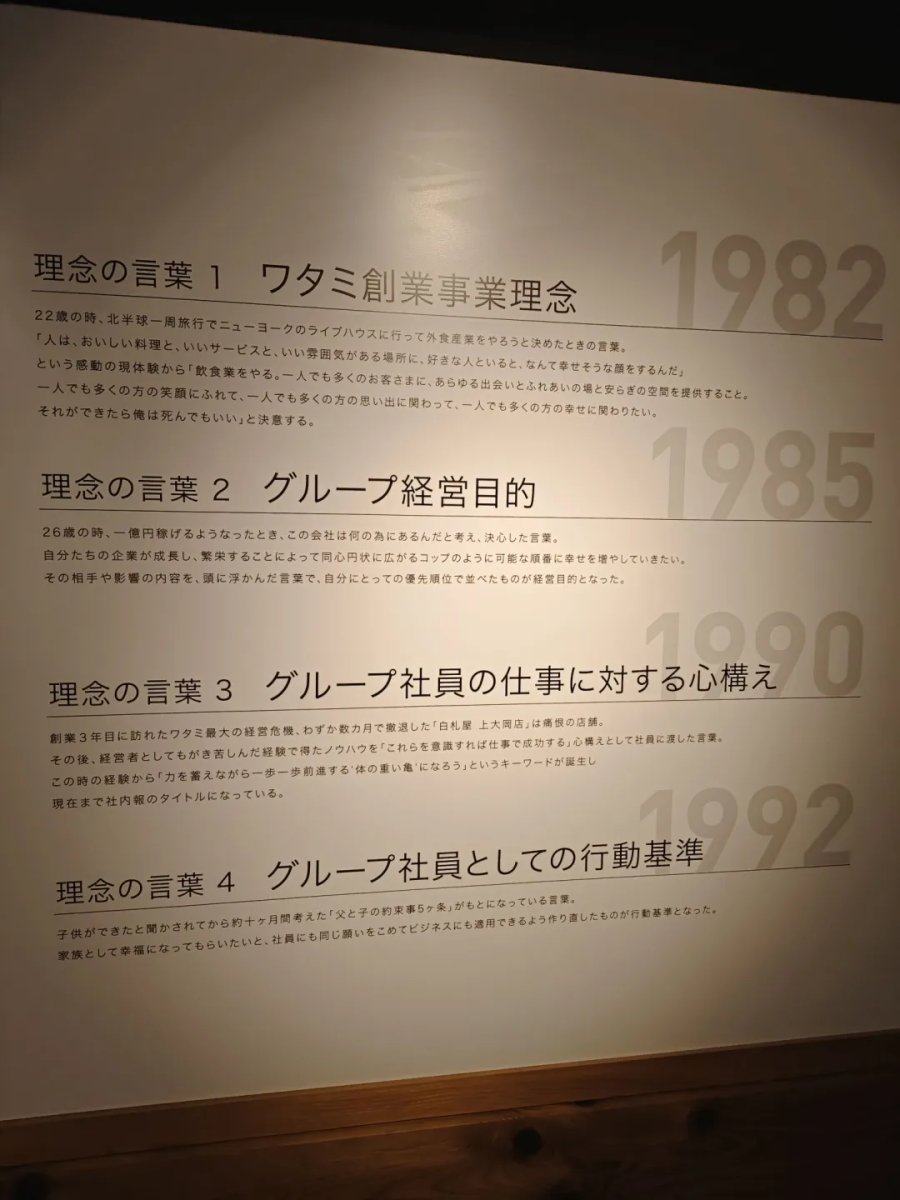 1982
理念の言葉 1 ワタミ創業事業理念
22歳の時、北半球一周旅行でニューヨークのライブハウスに行って外食産業をやろうと決めたときの言葉。
「人は、おいしい料理と、いいサービスと、いい雰囲気がある場所に、好きな人といると、なんて幸せそうな顔をするんだ」
という感動の現体験から「飲食業をやる。一人でも多くのお客さまに、あらゆる出会いとふれあいの場と安らぎの空間を提供すること。
一人でも多くの方の笑顔にふれて、一人でも多くの方の思い出に関わって、一人でも多くの方の幸せに関わりたい。
それができたら俺は死んでもいい」と決意する。
1985
理念の言葉 2 グループ経営目的
26歳の時、一億円稼げるようなったとき、この会社は何の為にあるんだと考え、決心した言葉。
自分たちの企業が成長し、繁栄することによって同心円状に広がるコップのように可能な順番に幸せを増やしていきたい。
その相手や影響の内容を、頭に浮かんだ言葉で、自分にとっての優先順位で並べたものが経営目的となった。
1990
理念の言葉 3 グループ社員の仕事に対する心構え
創業3年目に訪れたワタミ最大の経営危機、わずか数カ月で撤退した「白札屋 上大岡店」は痛恨の店舗。
その後、経営者としてもがき苦しんだ経験で得たノウハウを「これらを意識すれば仕事で成功する」心構えとして社員に渡した言葉。
この時の経験から「力を蓄えながら一歩一歩前進する'体の重い亀'になろう」というキーワードが誕生し
現在まで社内報のタイトルになっている。
1992
理念の言葉 4 グループ社員としての行動基準
子供ができたと聞かされてから約十ヶ月間考えた「父と子の約束事5ヶ条」がもとになっている言葉。
家族として幸福になってもらいたいと、社員にも同じ願いをこめてビジネスにも適用できるよう作り直したものが行動基準となった。